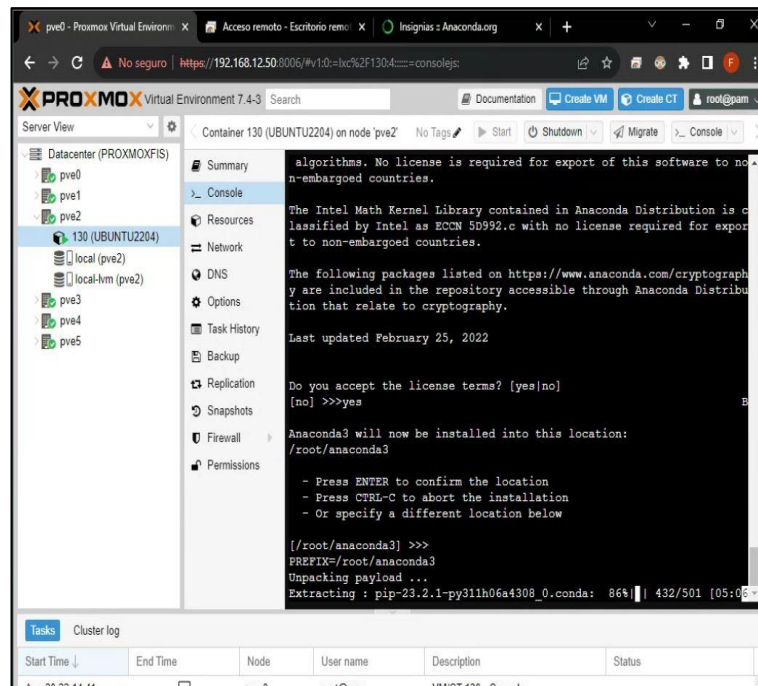 pve0 - Proxmox Virtual Environm
Acceso remoto - Escritorio remo
Insignias :: Anaconda.org
No seguro
https://192.168.12.50:8006/#v1:0:=lxc%2F130:4::::::=consolejs:
PROXMOX Virtual Environment 7.4-3
Search
Documentation
Create VM
Create CT
root@pam
Server View
Container 130 (UBUNTU2204) on node 'pve2'
No Tags
Start
Shutdown
Migrate
Console
Datacenter (PROXMOXFIS)
pve0
pve1
pve2
130 (UBUNTU2204)
local (pve2)
local-lvm (pve2)
pve3
pve4
pve5
Summary
Console
Resources
Network
DNS
Options
Task History
Backup
Replication
Snapshots
Firewall
Permissions
algorithms. No license is required for export of this software to no
n-embargoed countries.
The Intel Math Kernel Library contained in Anaconda Distribution is c
lassified by Intel as ECCN 5D992.c with no license required for expor
t to non-embargoed countries.
The following packages listed on https://www.anaconda.com/cryptograph
y are included in the repository accessible through Anaconda Distribu
tion that relate to cryptography.
Last updated February 25, 2022
Do you accept the license terms? [yes|no]
[no] >>>yes
B
Anaconda3 will now be installed into this location:
/root/anaconda3
- Press ENTER to confirm the location
- Press CTRL-C to abort the installation
- Or specify a different location below
[/root/anaconda3] >>>
PREFIX=/root/anaconda3
Unpacking payload ...
Extracting : pip-23.2.1-py311h06a4308_0.conda: 86%| | 432/501 [05:06
Tasks
Cluster log
Start Time
End Time
Node
User name
Description
Status